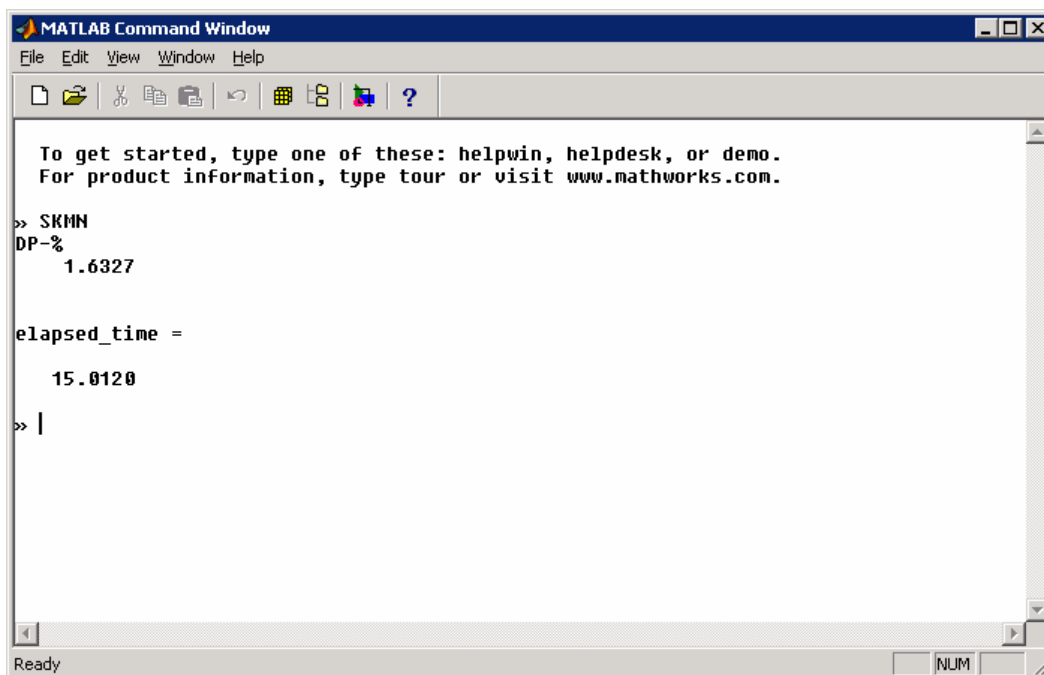 MATLAB Command Window
File Edit View Window Help
?
To get started, type one of these: helpwin, helpdesk, or demo.
For product information, type tour or visit www.mathworks.com.
» SKMN
DP-%
1.6327
elapsed_time =
15.0120
»
Ready NUM